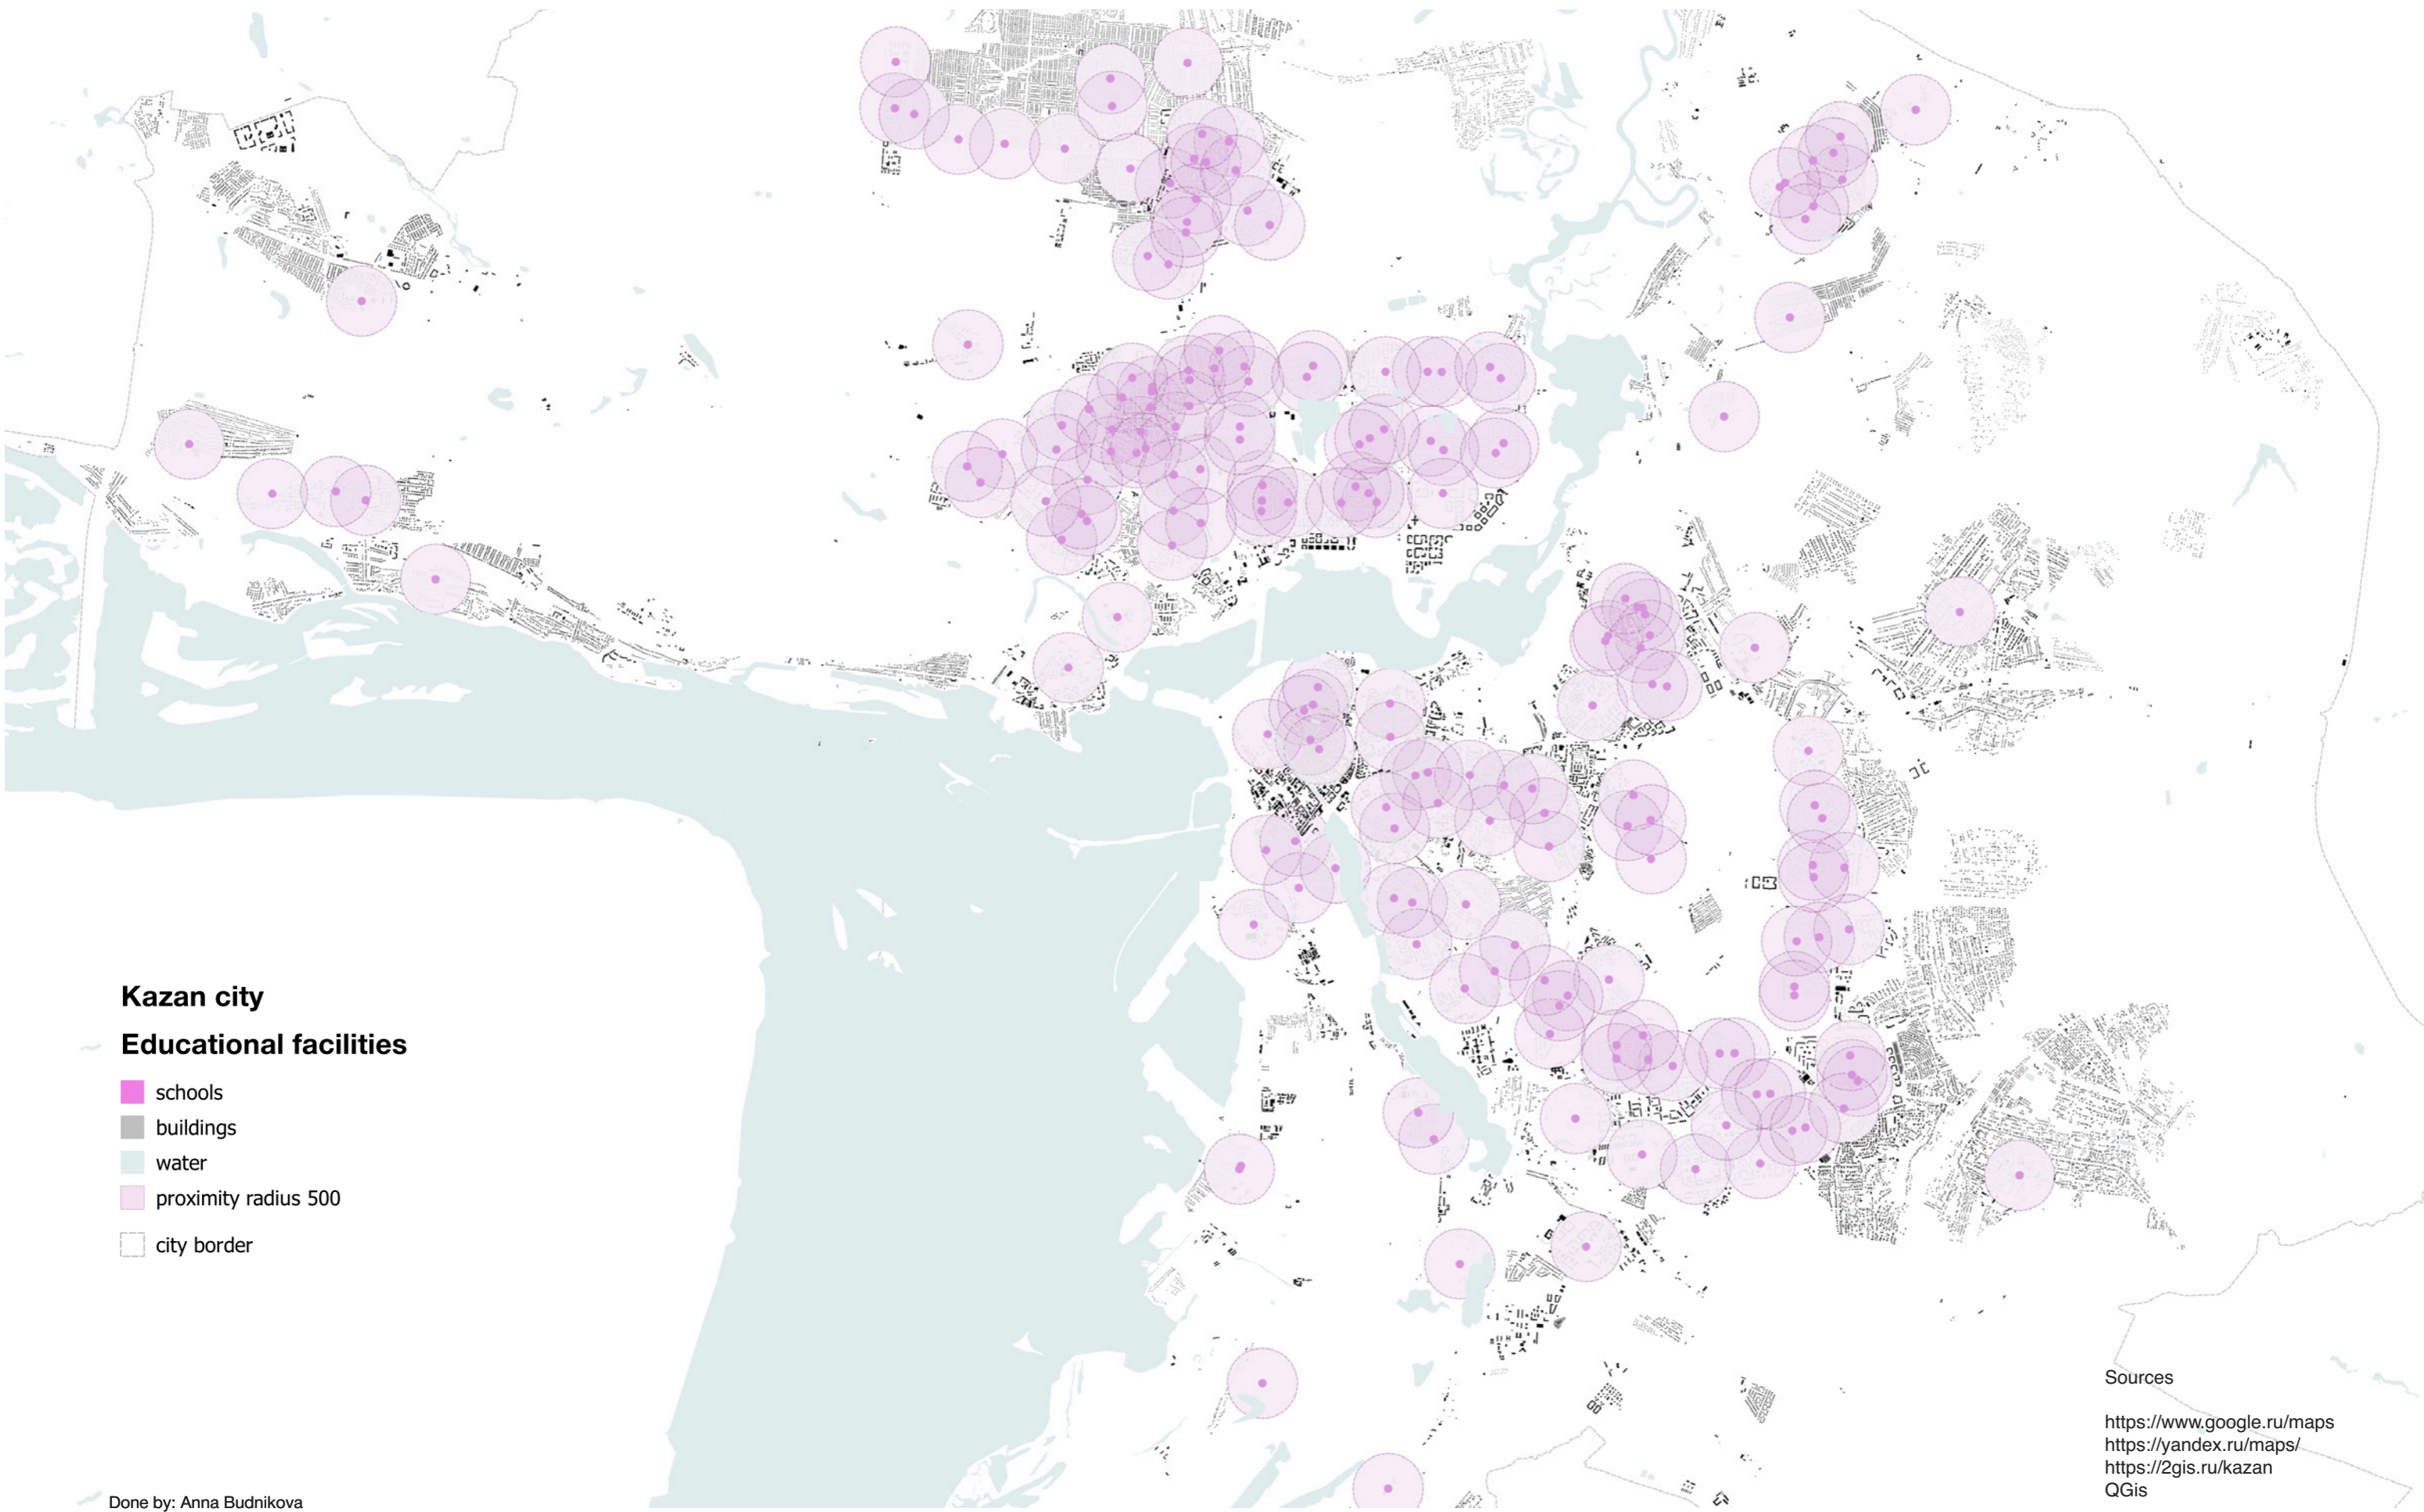 Kazan city
Educational facilities
schools
buildings
water
proximity radius 500
city border
Sources
https://www.google.ru/maps
https://yandex.ru/maps/
https://2gis.ru/kazan
QGis
Done by: Anna Budnikova